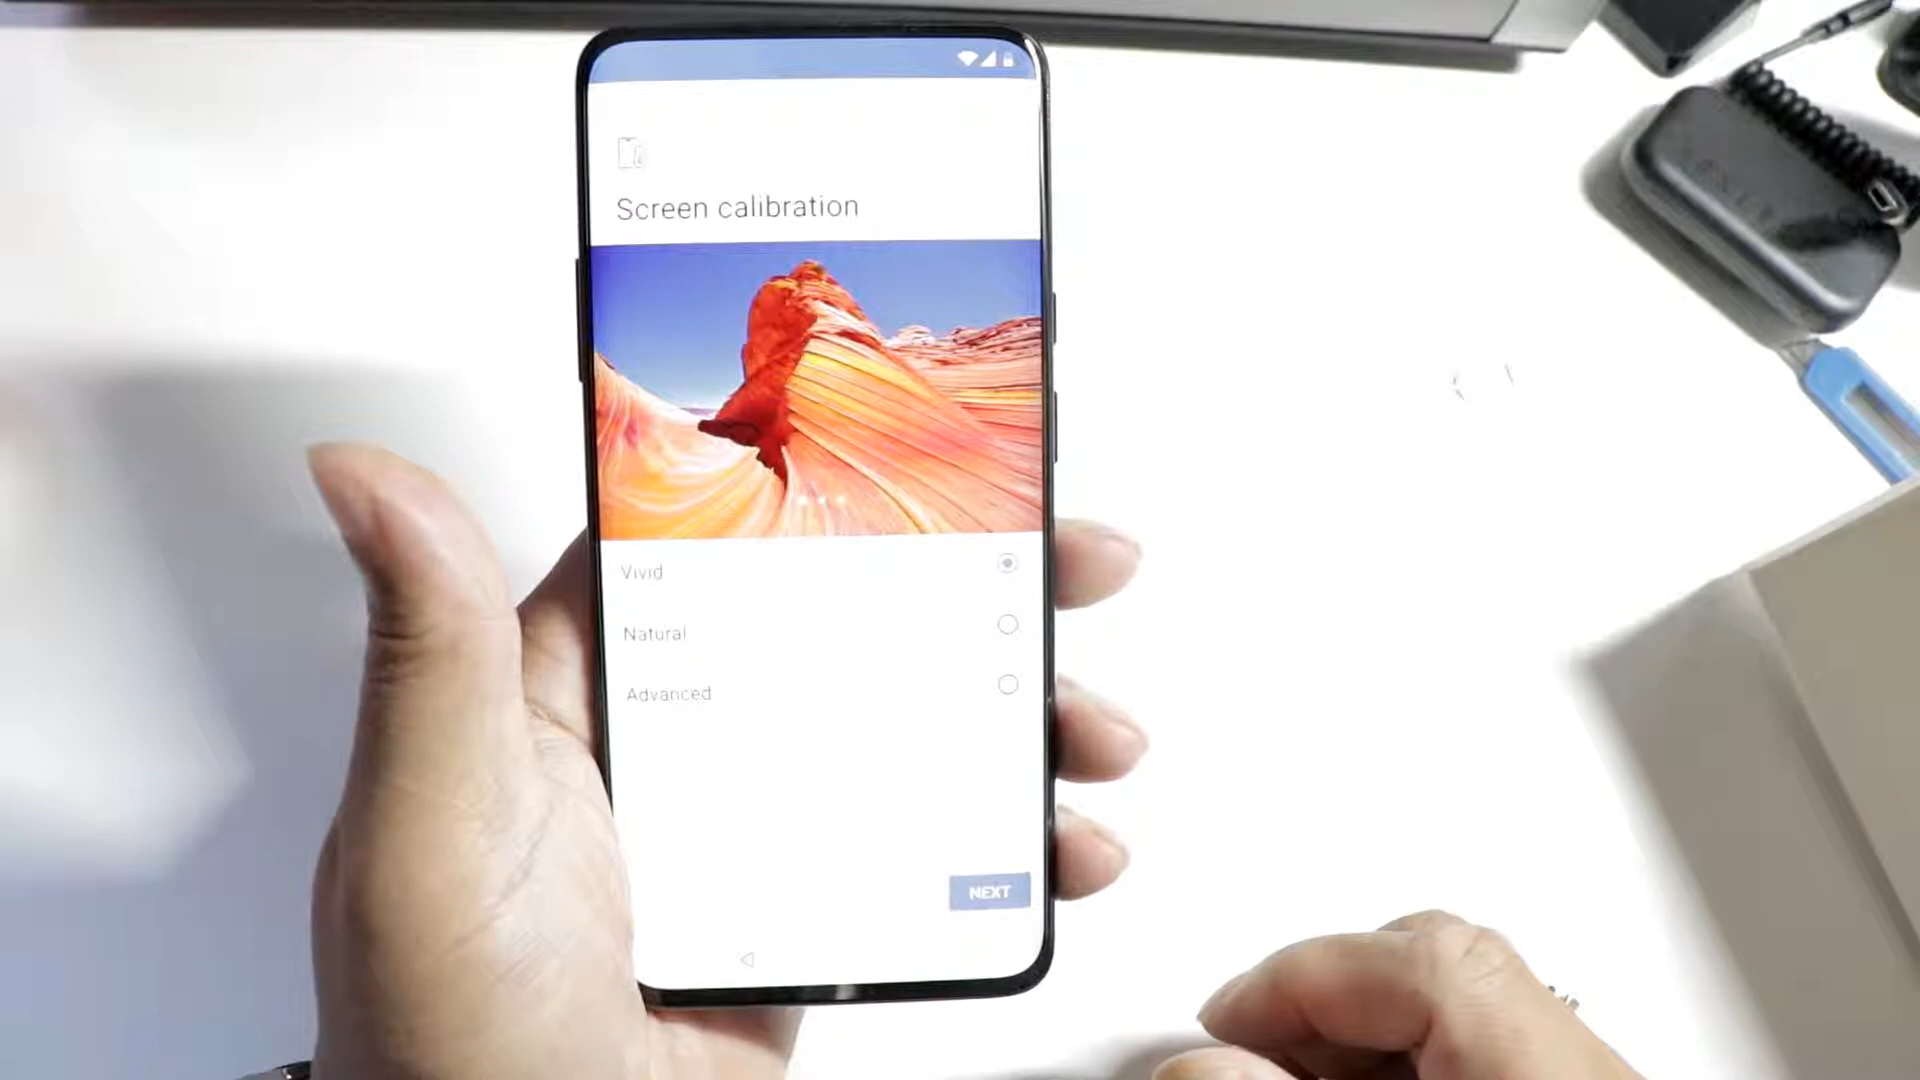 Screen calibration
Vivid
Natural
Advanced
NEXT